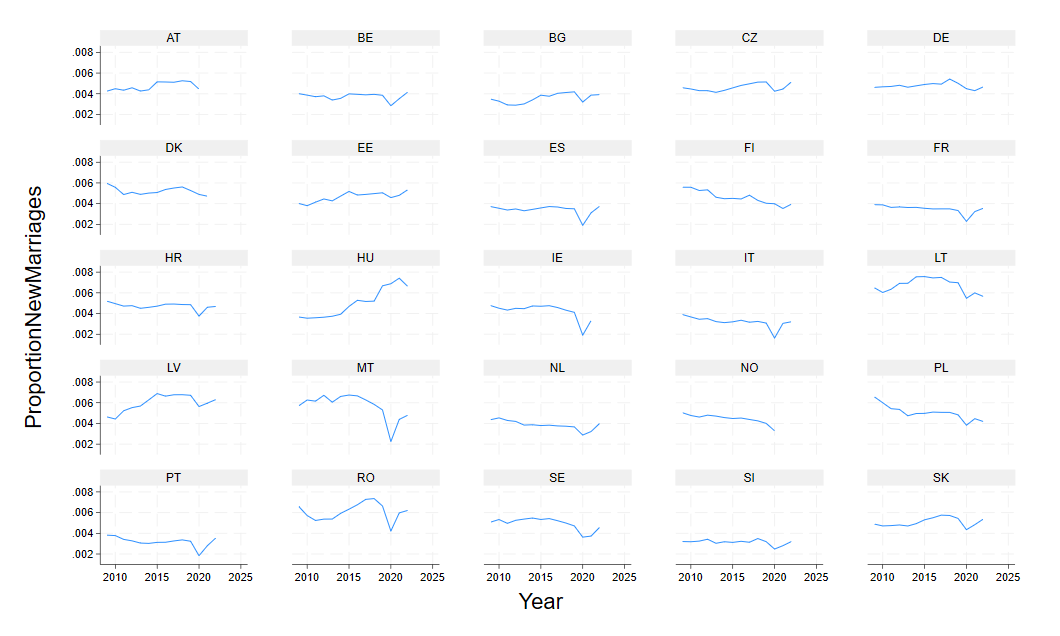 AT BE BG CZ DE
.008
.006
.004
.002
DK EE ES FI FR
.008
.006
.004
.002
HR HU IE IT LT
.008
.006
.004
.002
LV MT NL NO PL
.008
.006
.004
.002
PT RO SE SI SK
.008
.006
.004
.002
2010 2015 2020 2025 2010 2015 2020 2025 2010 2015 2020 2025 2010 2015 2020 2025 2010 2015 2020 2025
ProportionNewMarriages
Year